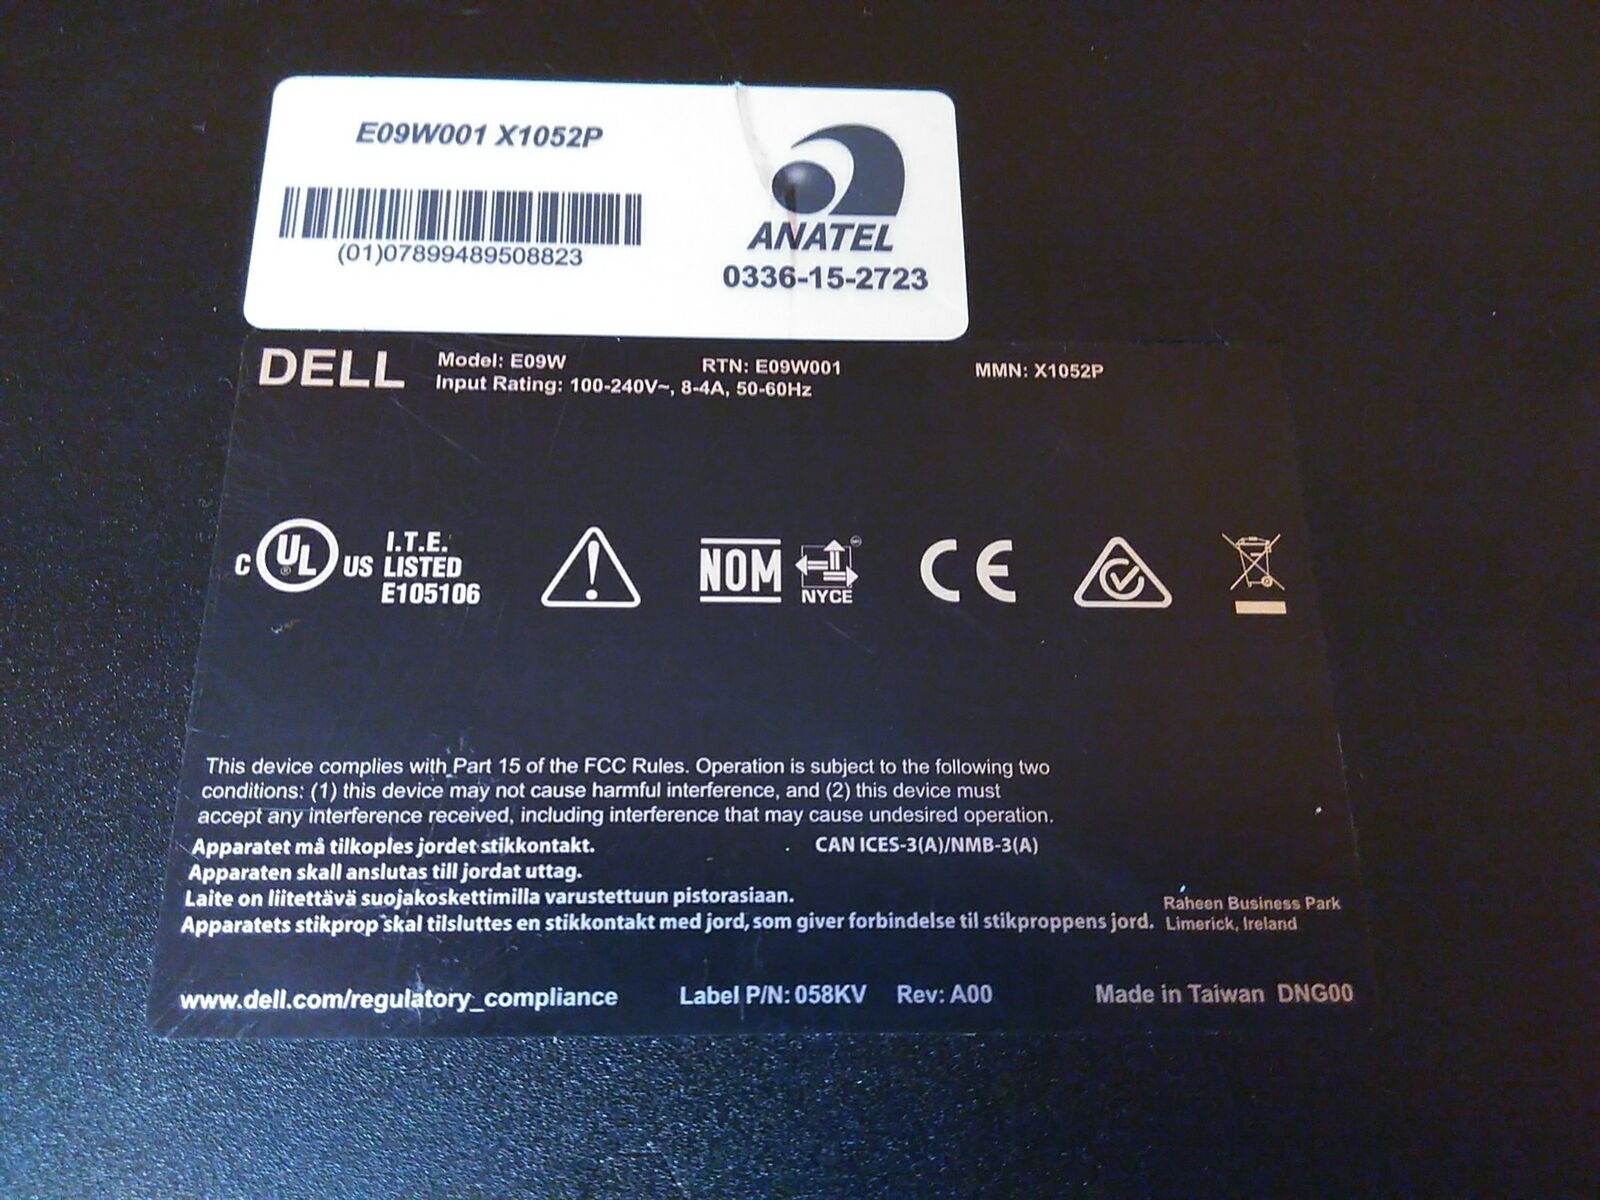 E09W001 X1052P
(01)07899489508823
ANATEL
0336-15-2723
DELL
Model: E09W
RTN: E09W001
MMN: X1052P
Input Rating: 100-240V~, 8-4A, 50-60Hz
C UL ® US
I.T.E.
LISTED
E105106
NOM
NYCE
CE
This device complies with Part 15 of the FCC Rules. Operation is subject to the following two
conditions: (1) this device may not cause harmful interference, and (2) this device must
accept any interference received, including interference that may cause undesired operation.
Apparatet må tilkoples jordet stikkontakt.
CAN ICES-3(A)/NMB-3(A)
Apparaten skall anslutas till jordat uttag.
Laite on liitettävä suojakoskettimilla varustettuun pistorasiaan.
Apparatets stikprop skal tilsluttes en stikkontakt med jord, som giver forbindelse til stikproppens jord.
Raheen Business Park
Limerick, Ireland
www.dell.com/regulatory_compliance
Label P/N: 058KV
Rev: A00
Made in Taiwan DNG00